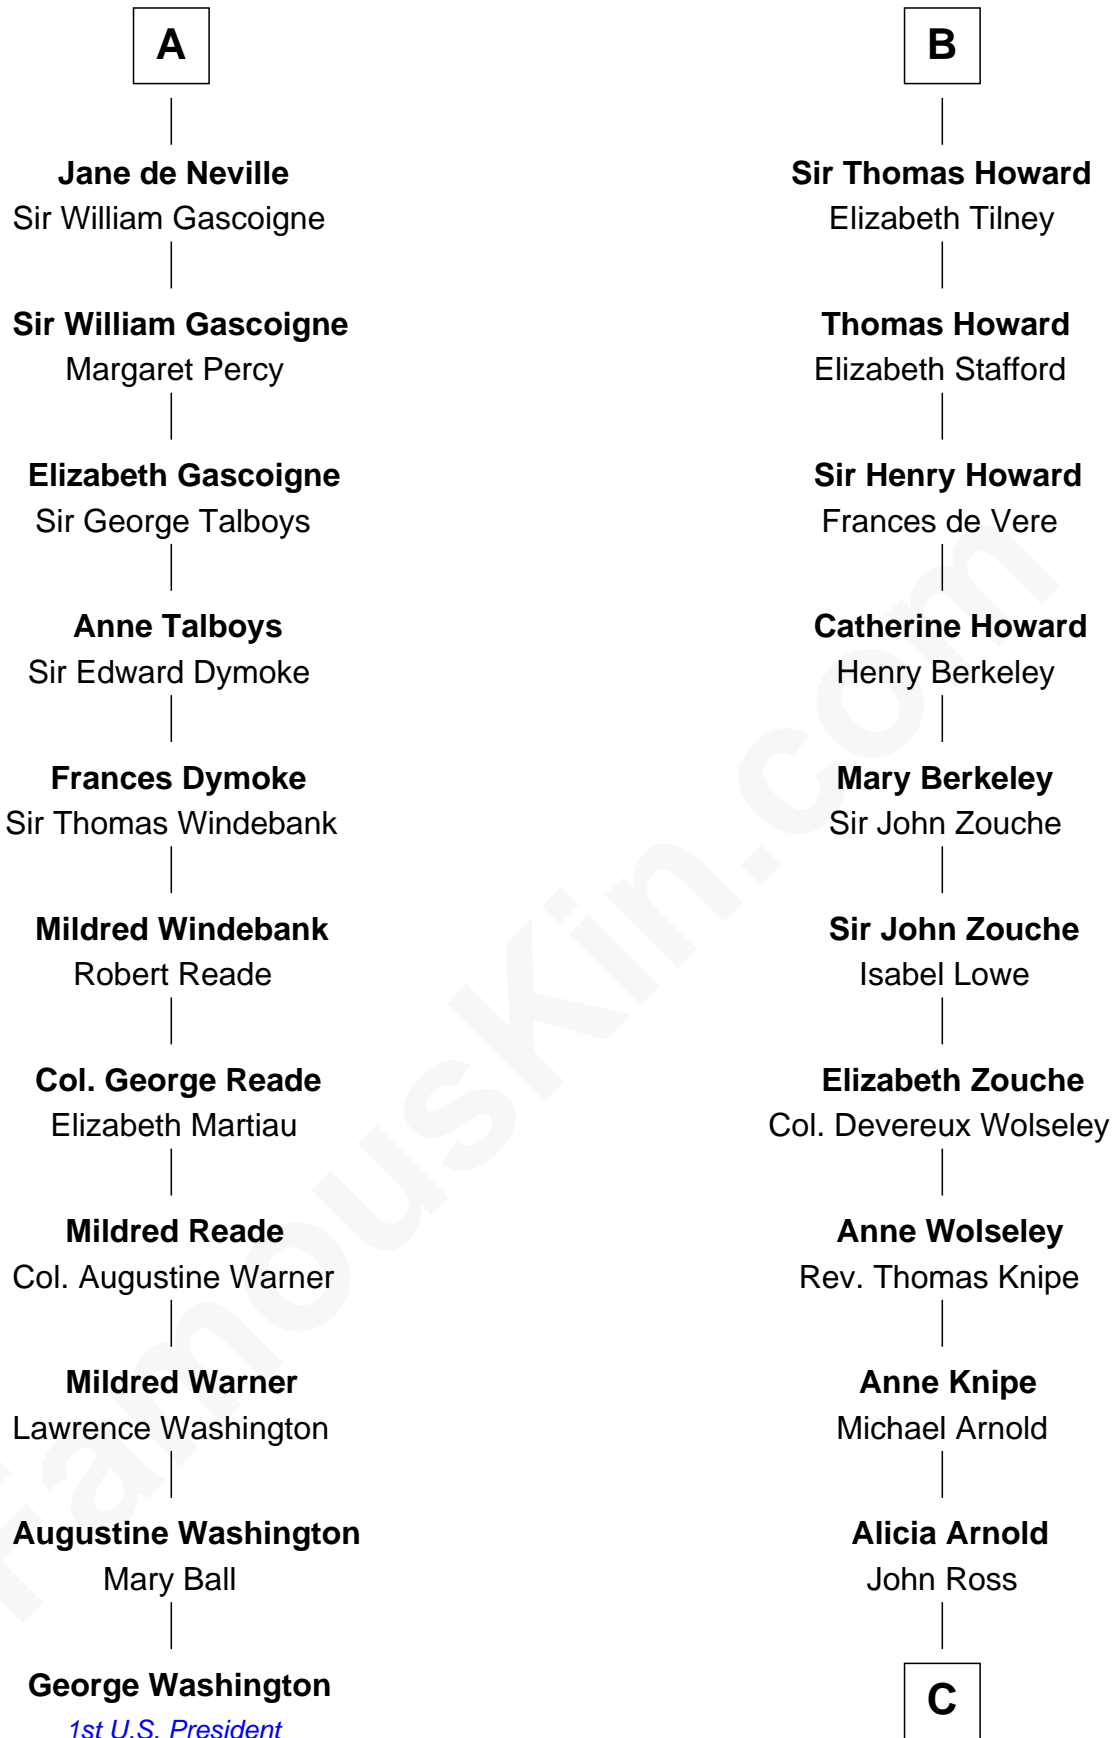 A
Jane de Neville
Sir William Gascoigne
Sir William Gascoigne
Margaret Percy
Elizabeth Gascoigne
Sir George Talboys
Anne Talboys
Sir Edward Dymoke
Frances Dymoke
Sir Thomas Windebank
Mildred Windebank
Robert Reade
Col. George Reade
Elizabeth Martiau
Mildred Reade
Col. Augustine Warner
Mildred Warner
Lawrence Washington
Augustine Washington
Mary Ball
George Washington
1st U.S. President
B
Sir Thomas Howard
Elizabeth Tilney
Thomas Howard
Elizabeth Stafford
Sir Henry Howard
Frances de Vere
Catherine Howard
Henry Berkeley
Mary Berkeley
Sir John Zouche
Sir John Zouche
Isabel Lowe
Elizabeth Zouche
Col. Devereux Wolseley
Anne Wolseley
Rev. Thomas Knipe
Anne Knipe
Michael Arnold
Alicia Arnold
John Ross
C
FamousKin.com